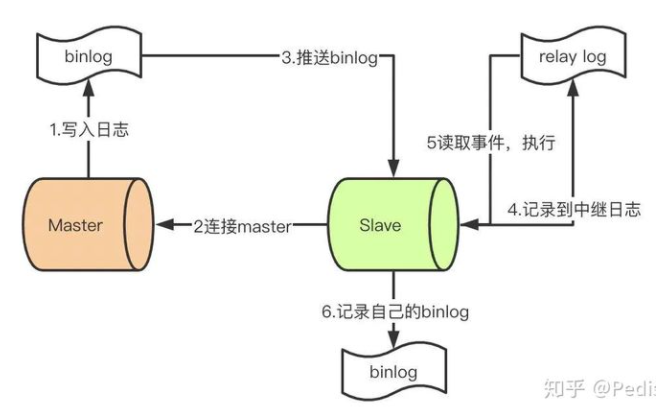 binlog
3.推送binlog
relay log
1.写入日志
5读取事件，执行
Master
2连接master
Slave
4.记录到中继日志
6.记录自己的binlog
binlog
知乎 @Pedis